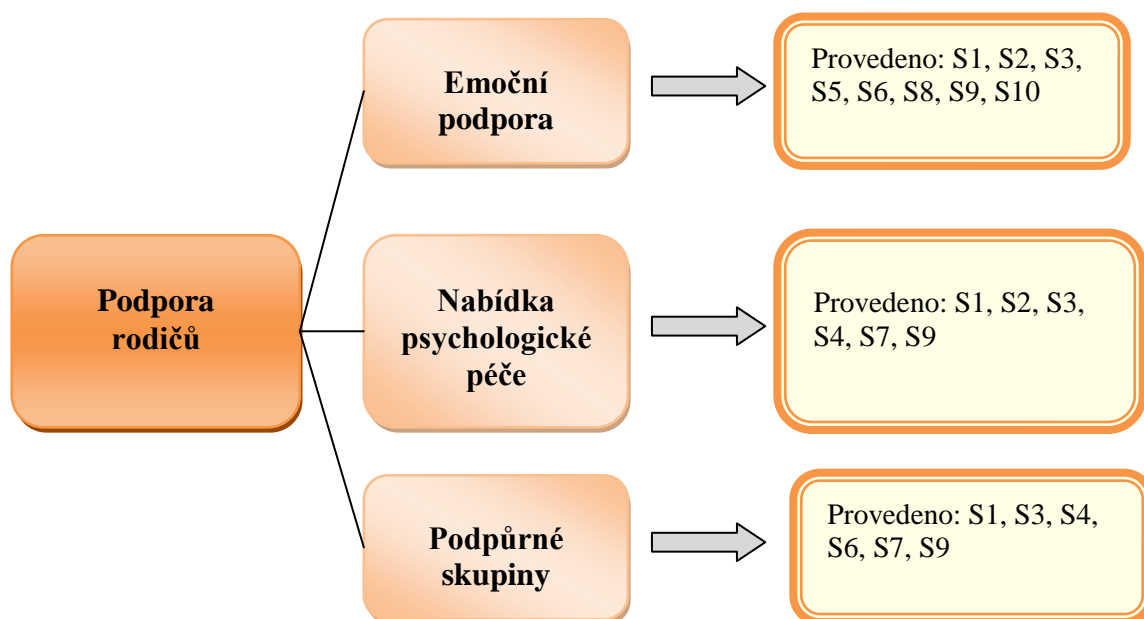 Emoční
podpora
Provedeno: S1, S2, S3,
S5, S6, S8, S9, S10
Podpora
rodičů
Nabídka
psychologické
péče
Provedeno: S1, S2, S3,
S4, S7, S9
Podpůrné
skupiny
Provedeno: S1, S3, S4,
S6, S7, S9